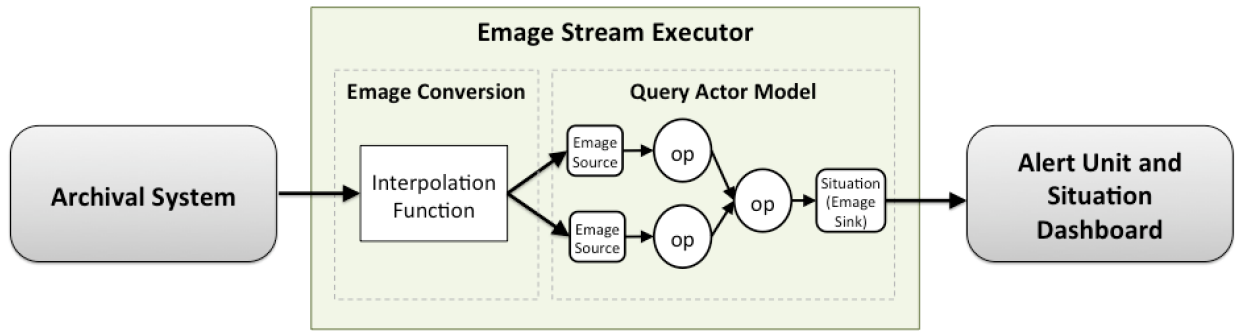 Emage Stream Executor
Archival System
Emage Conversion
Interpolation
Function
Query Actor Model
Emage
Source
op
Emage
Source
op
op
Situation
(Emage
Sink)
Alert Unit and
Situation
Dashboard